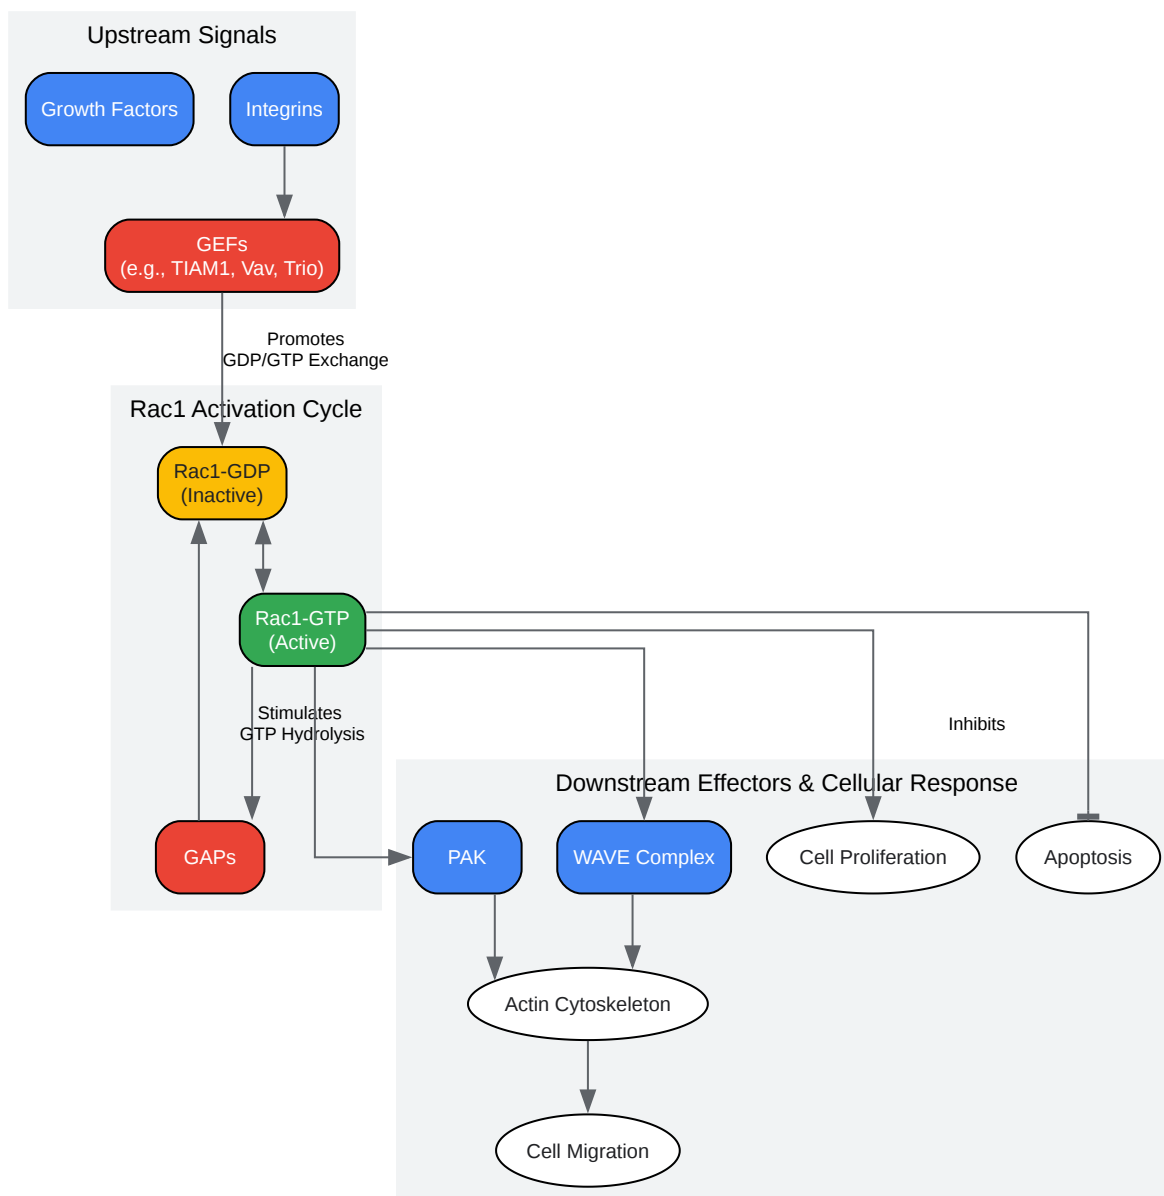 Upstream Signals
Growth Factors
Integrins
GEFs
(e.g., TIAM1, Vav, Trio)
Promotes
GDP/GTP Exchange
Rac1 Activation Cycle
Rac1-GDP
(Inactive)
Rac1-GTP
(Active)
Stimulates
GTP Hydrolysis
Inhibits
Downstream Effectors & Cellular Response
GAPs
PAK
WAVE Complex
Cell Proliferation
Apoptosis
Actin Cytoskeleton
Cell Migration